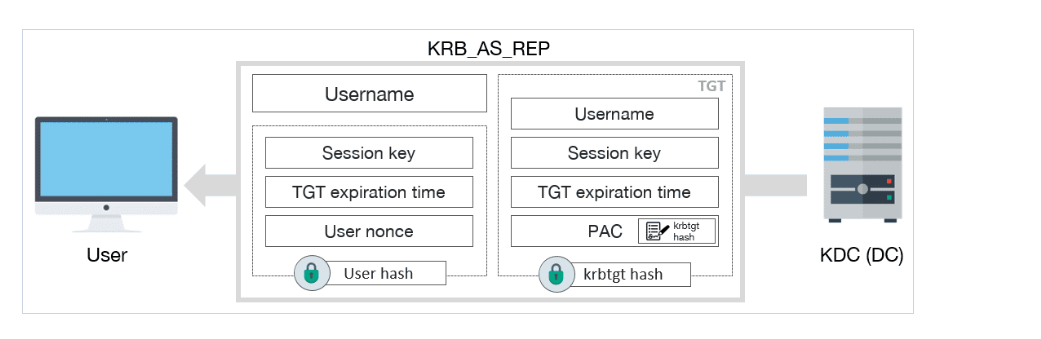 KRB_AS_REP
Username
Session key
TGT expiration time
User nonce
User hash
TGT
Username
Session key
TGT expiration time
PAC
krbtgt
hash
krbtgt hash
User
KDC (DC)